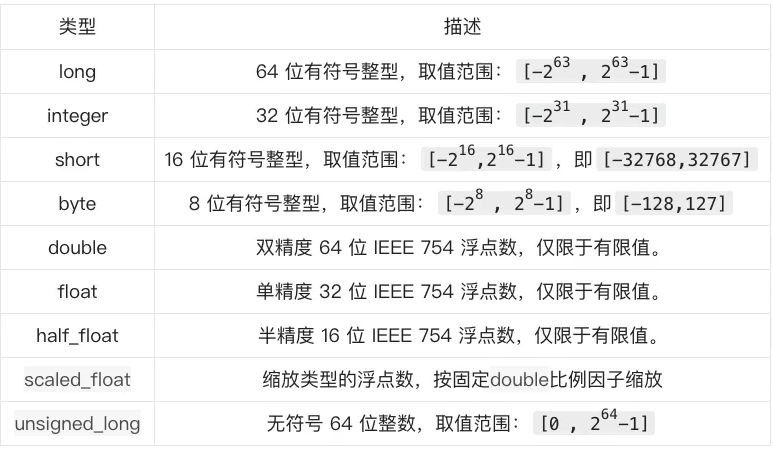 类型 描述
long 64 位有符号整型，取值范围： [-2^63 , 2^63-1]
integer 32 位有符号整型，取值范围： [-2^31 , 2^31-1]
short 16 位有符号整型，取值范围： [-2^16,2^16-1] ，即 [-32768,32767]
byte 8 位有符号整型，取值范围： [-2^8 , 2^8-1] ，即 [-128,127]
double 双精度 64 位 IEEE 754 浮点数，仅限于有限值。
float 单精度 32 位 IEEE 754 浮点数，仅限于有限值。
half_float 半精度 16 位 IEEE 754 浮点数，仅限于有限值。
scaled_float 缩放类型的浮点数，按固定double比例因子缩放
unsigned_long 无符号 64 位整数，取值范围： [0 , 2^64-1]